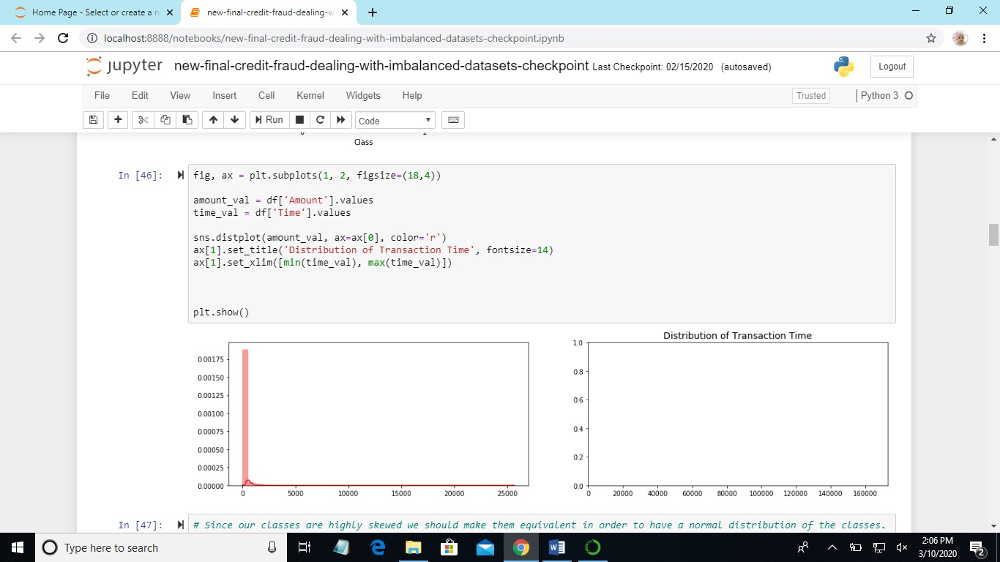 Home Page - Select or create a n
new-final-credit-fraud-dealing-w
localhost:8888/notebooks/new-final-credit-fraud-dealing-with-imbalanced-datasets-checkpoint.ipynb
jupyter new-final-credit-fraud-dealing-with-imbalanced-datasets-checkpoint Last Checkpoint: 02/15/2020 (autosaved)
Logout
File Edit View Insert Cell Kernel Widgets Help
Trusted
Python 3
Run
Code
Class
In [46]:
fig, ax = plt.subplots(1, 2, figsize=(18,4))
amount_val = df['Amount'].values
time_val = df['Time'].values
sns.distplot(amount_val, ax=ax[0], color='r')
ax[1].set_title('Distribution of Transaction Time', fontsize=14)
ax[1].set_xlim([min(time_val), max(time_val)])
plt.show()
0.00175
0.00150
0.00125
0.00100
0.00075
0.00050
0.00025
0.00000
0 5000 10000 15000 20000 25000
Distribution of Transaction Time
1.0
0.8
0.6
0.4
0.2
0.0
0 20000 40000 60000 80000 100000 120000 140000 160000
In [47]:
# Since our classes are highly skewed we should make them equivalent in order to have a normal distribution of the classes.
Type here to search
2:06 PM
3/10/2020
2